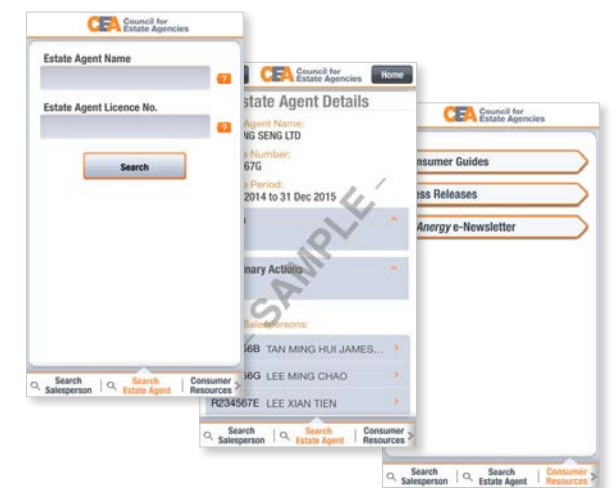 CEA Council for
Estate Agencies
Estate Agent Name
?
Estate Agent Licence No.
?
Search
Search
Salesperson
Search
Estate Agent
Consumer
Resources
CEA Council for
Estate Agencies
Home
state Agent Details
Agent Name:
NG SENG LTD
Number:
67G
Period:
2014 to 31 Dec 2015
inary Actions
Salespersons:
56B TAN MING HUI JAMES...
56G LEE MING CHAO
R234567E LEE XIAN TIEN
- SAMPLE -
Search
Salesperson
Search
Estate Agent
Consumer
Resources
CEA Council for
Estate Agencies
nsumer Guides
ess Releases
Anergy e-Newsletter
Search
Salesperson
Search
Estate Agent
Consumer
Resources